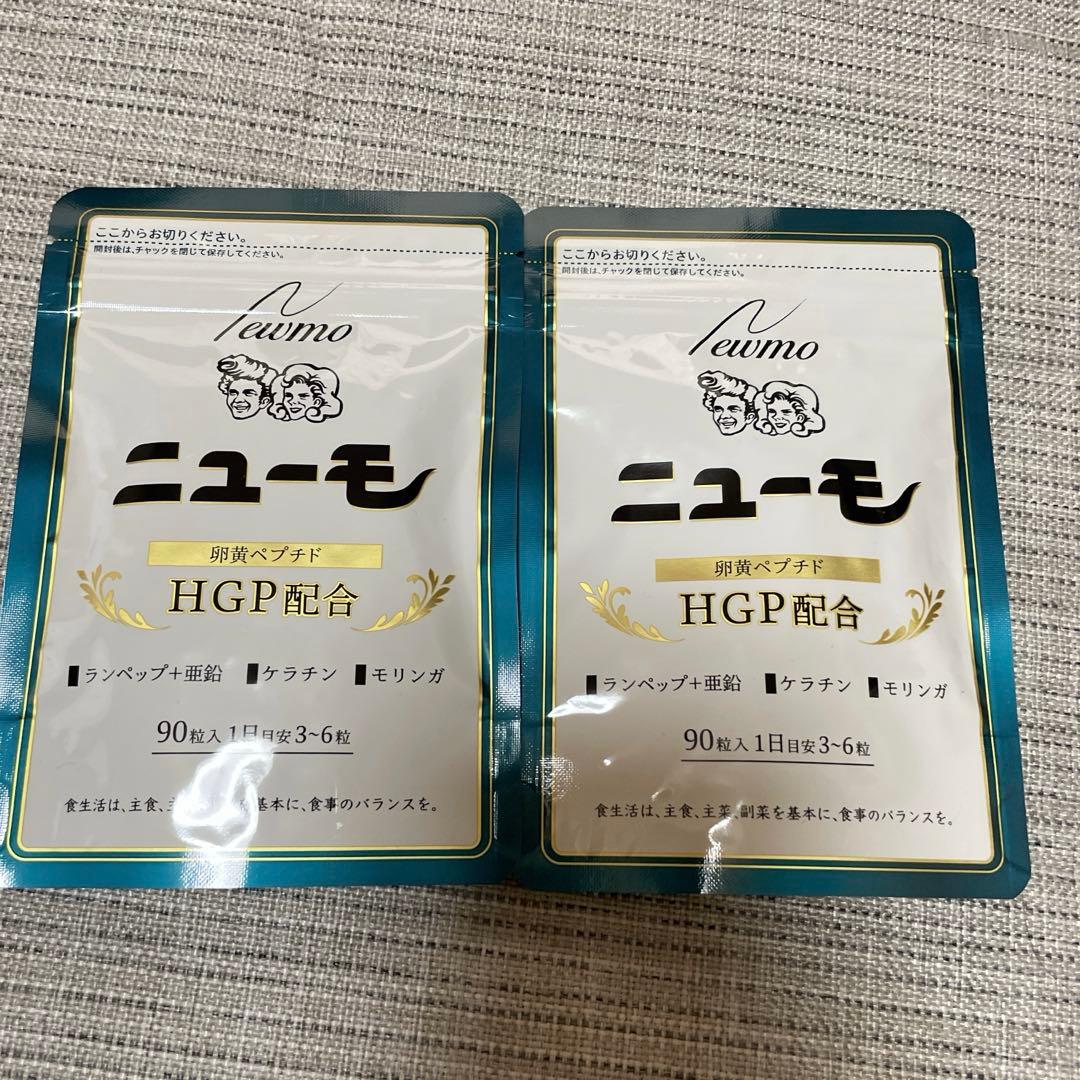 ここからお切りください。
開封後は、チャックを閉じて保存してください。
Newmo
ニューモ
卵黄ペプチド
HGP配合
ランペップ+亜鉛 ケラチン モリンガ
90粒入 1日目安3~6粒
食生活は、主食、主 を基本に、食事のバランスを。
ここからお切りください。
開封後は、チャックを閉じて保存してください。
Newmo
ニューモ
卵黄ペプチド
HGP配合
ランペップ+亜鉛 ケラチン モリンガ
90粒入 1日目安3~6粒
食生活は、主食、主菜、副菜を基本に、食事のバランスを。